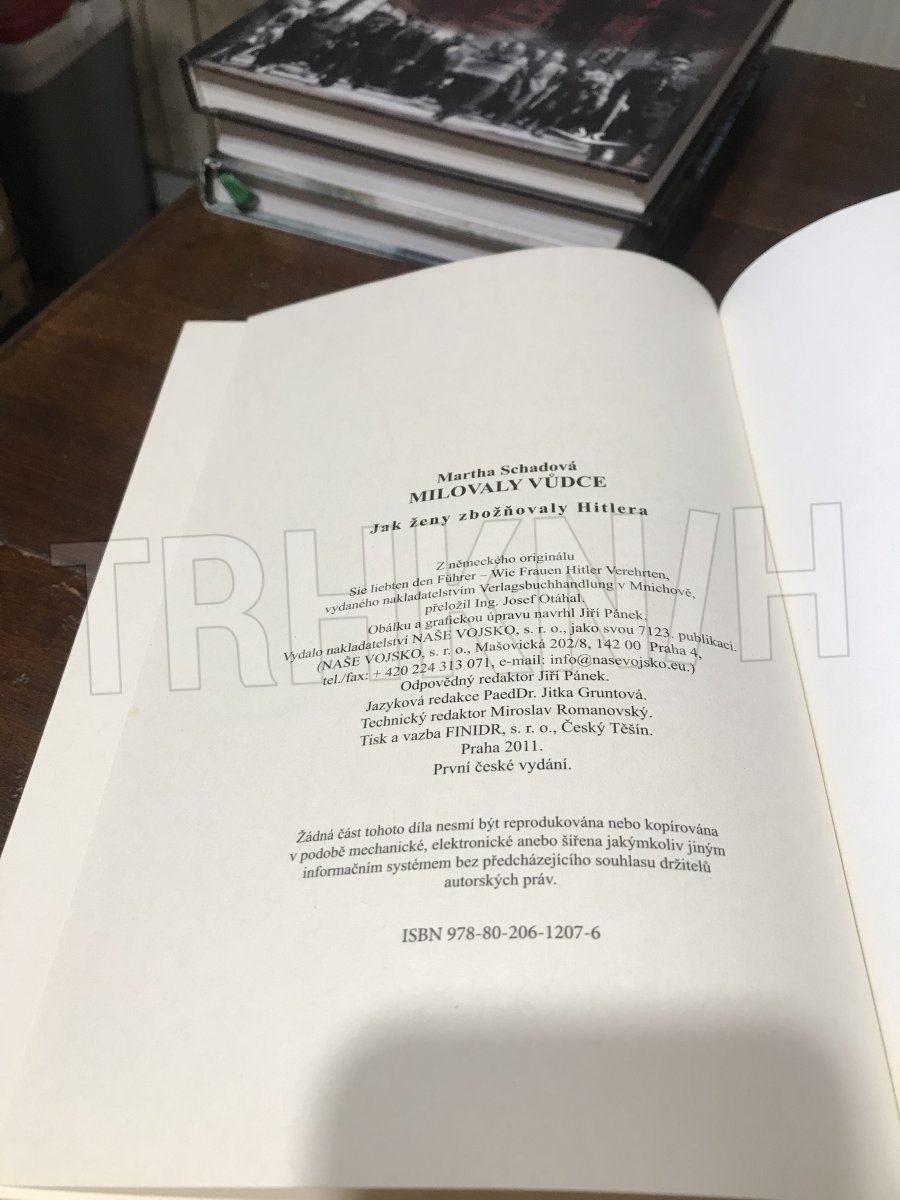 Martha Schadová
MILOVALY VŮDCE
Jak ženy zbožňovaly Hitlera
Z německého originálu
Sie liebten den Führer – Wie Frauen Hitler Verehrten,
vydaného nakladatelstvím Verlagsbuchhandlung v Mnichově,
přeložil Ing. Josef Otáhal.
Obálku a grafickou úpravu navrhl Jiří Pánek.
Vydalo nakladatelství NAŠE VOJSKO, s. r. o., jako svou 7123. publikaci.
(NAŠE VOJSKO, s. r. o., Mašovická 202/8, 142 00 Praha 4,
tel./fax: + 420 224 313 071, e-mail: info@nasevojsko.eu.)
Odpovědný redaktor Jiří Pánek.
Jazyková redakce PaedDr. Jitka Gruntová.
Technický redaktor Miroslav Romanovský.
Tisk a vazba FINIDR, s. r. o., Český Těšín.
Praha 2011.
První české vydání.
Žádná část tohoto díla nesmí být reprodukována nebo kopírována
v podobě mechanické, elektronické anebo šířena jakýmkoliv jiným
informačním systémem bez předcházejícího souhlasu držitelů
autorských práv.
ISBN 978-80-206-1207-6
TRHKNIH